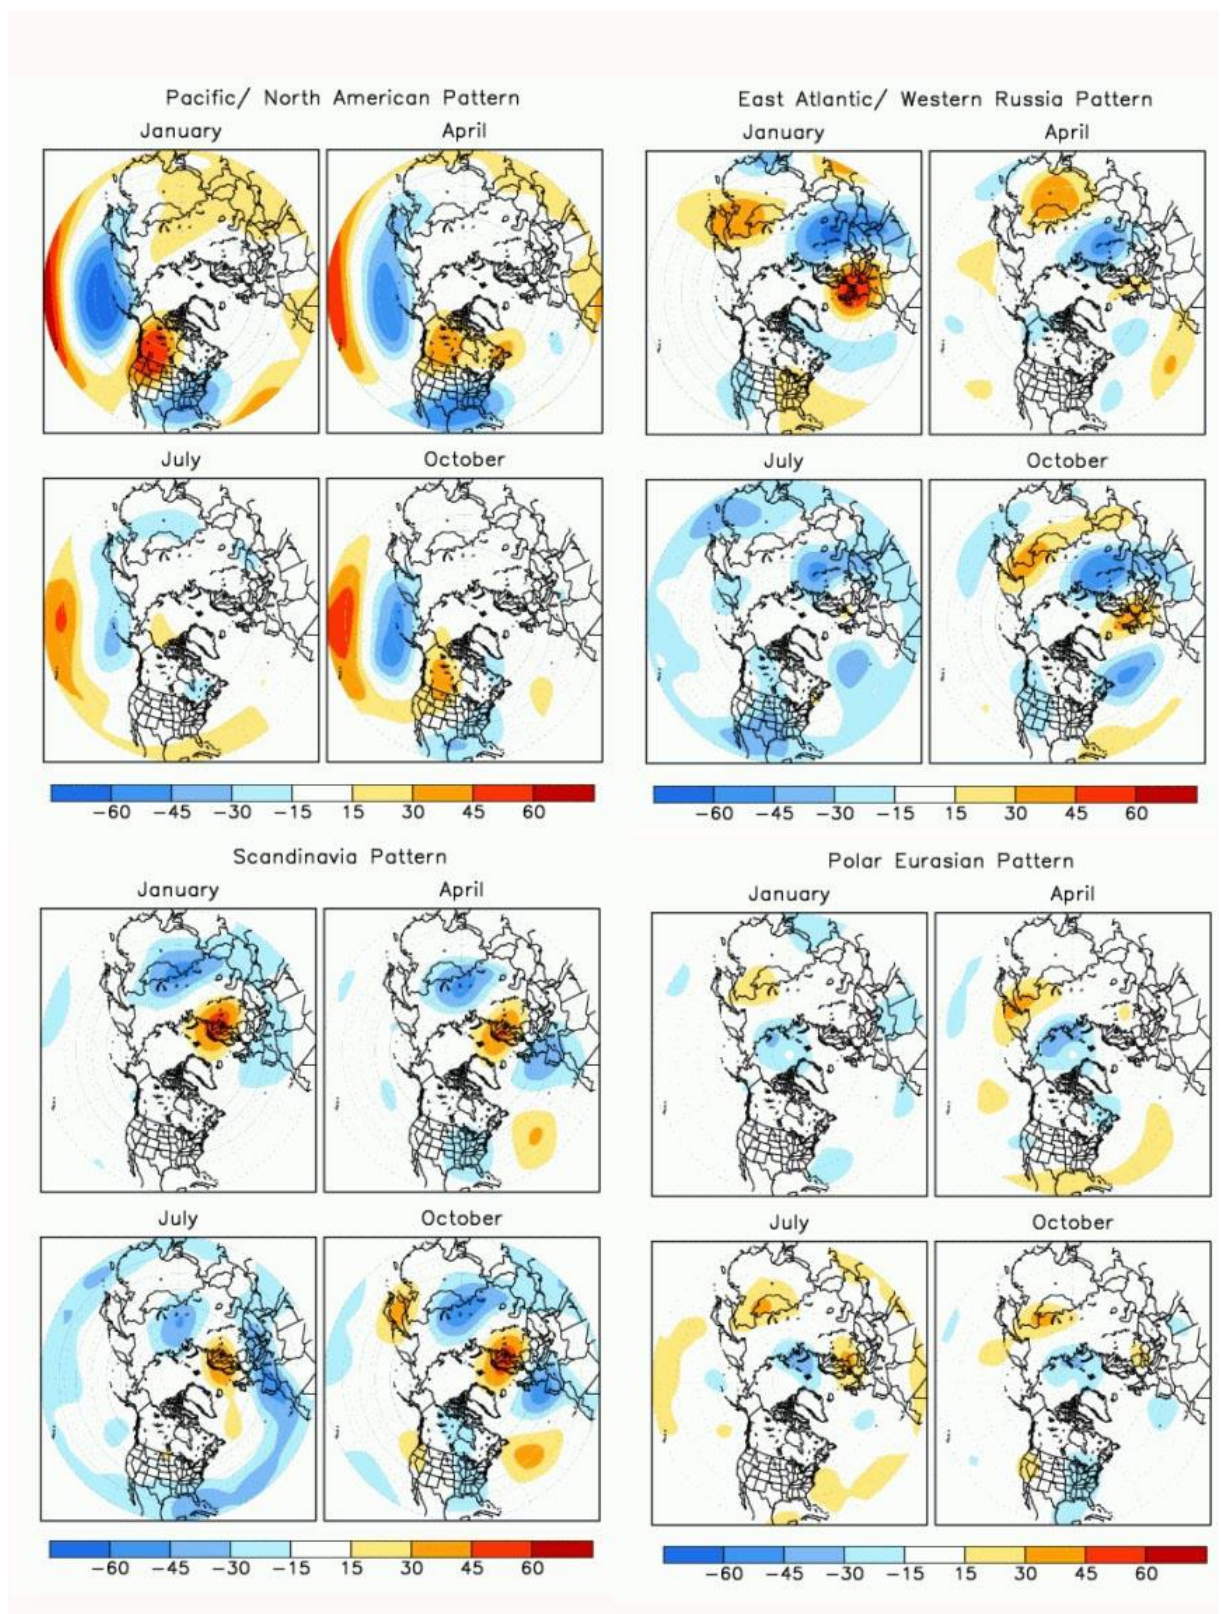 Pacific/ North American Pattern
January April
July October
-60 -45 -30 -15 15 30 45 60
East Atlantic/ Western Russia Pattern
January April
July October
-60 -45 -30 -15 15 30 45 60
Scandinavia Pattern
January April
July October
-60 -45 -30 -15 15 30 45 60
Polar Eurasian Pattern
January April
July October
-60 -45 -30 -15 15 30 45 60